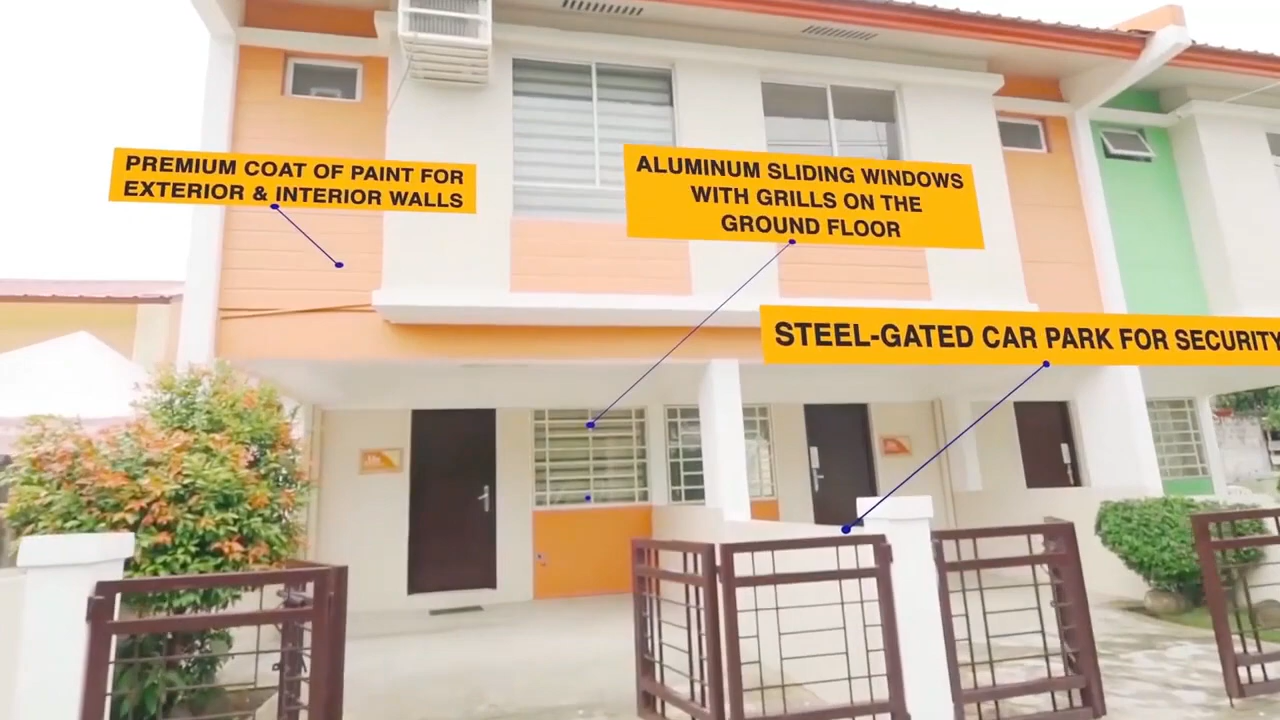 PREMIUM COAT OF PAINT FOR
EXTERIOR & INTERIOR WALLS
ALUMINUM SLIDING WINDOWS
WITH GRILLS ON THE
GROUND FLOOR
STEEL-GATED CAR PARK FOR SECURITY